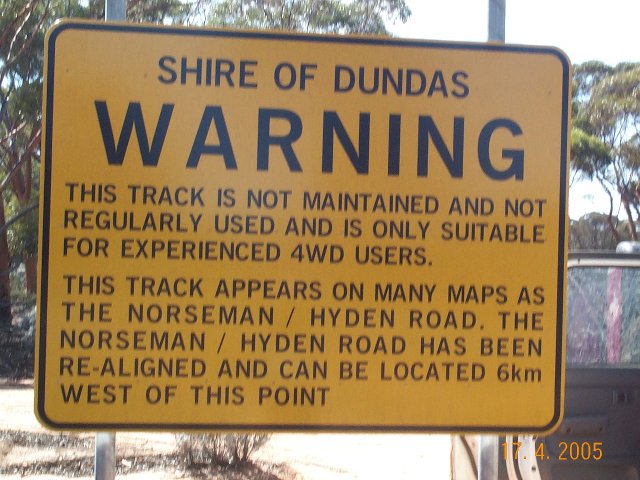 SHIRE OF DUNDAS
WARNING
THIS TRACK IS NOT MAINTAINED AND NOT
REGULARLY USED AND IS ONLY SUITABLE
FOR EXPERIENCED 4WD USERS.
THIS TRACK APPEARS ON MANY MAPS AS
THE NORSEMAN / HYDEN ROAD. THE
NORSEMAN / HYDEN ROAD HAS BEEN
RE-ALIGNED AND CAN BE LOCATED 6km
WEST OF THIS POINT
17. 4. 2005